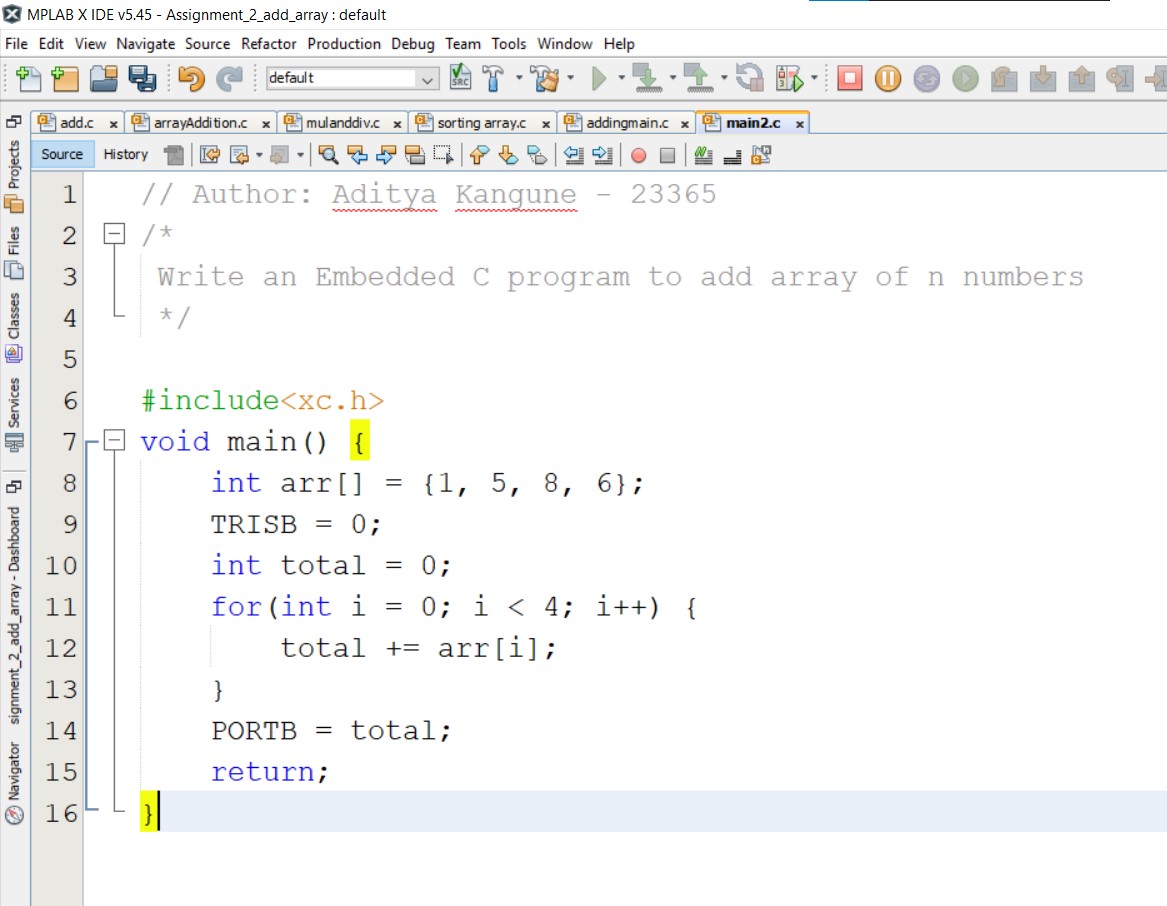 MPLAB X IDE v5.45 - Assignment_2_add_array : default
File Edit View Navigate Source Refactor Production Debug Team Tools Window Help
default
add.c x arrayAddition.c x mulanddiv.c x sorting array.c x addingmain.c x main2.c x
Source History
Projects
Files
Classes
Services
signment_2_add_array - Dashboard
Navigator
1 // Author: Aditya Kangune - 23365
2 /*
3 Write an Embedded C program to add array of n numbers
4 */
5
6 #include<xc.h>
7 void main() {
8 int arr[] = {1, 5, 8, 6};
9 TRISB = 0;
10 int total = 0;
11 for(int i = 0; i < 4; i++) {
12 total += arr[i];
13 }
14 PORTB = total;
15 return;
16 }